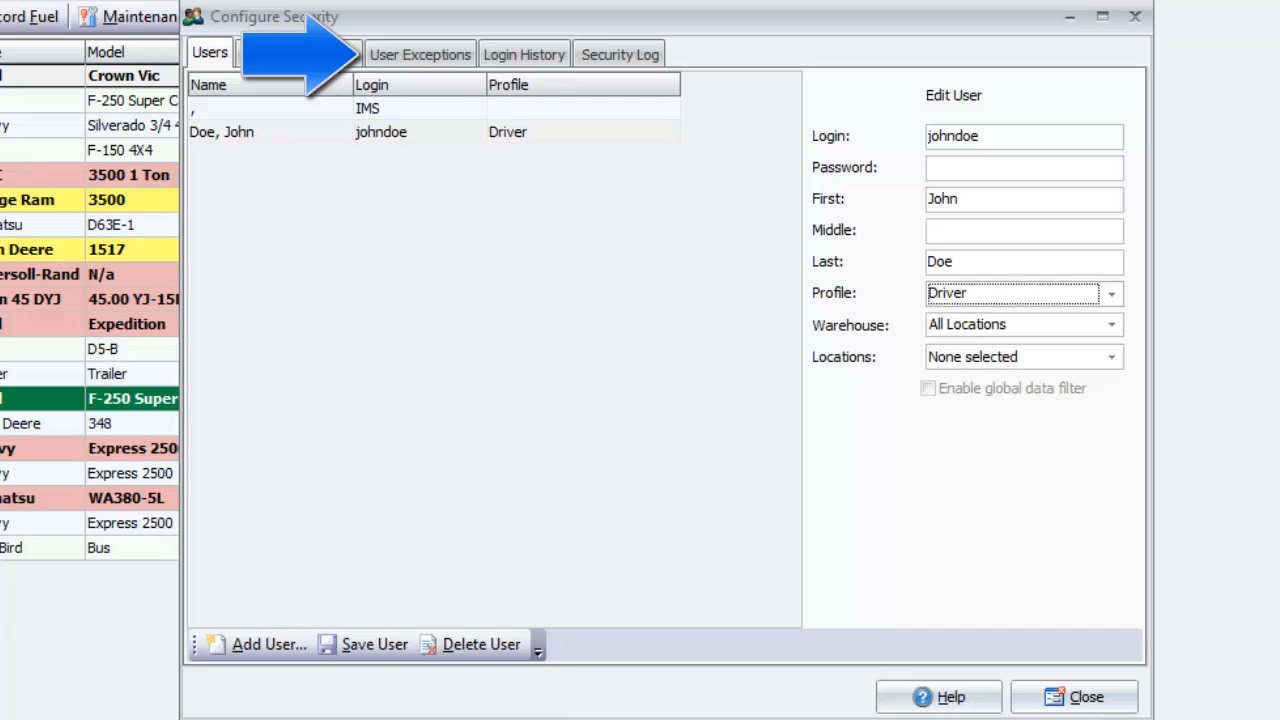 ord Fuel
Maintenan
Configure Security
Users
User Exceptions
Login History
Security Log
Model
Crown Vic
F-250 Super C
Silverado 3/4
F-150 4X4
3500 1 Ton
ge Ram 3500
atsu D63E-1
n Deere 1517
ersoll-Rand N/a
n 45 DYJ 45.00 YJ-15
Expedition
D5-B
er Trailer
F-250 Super
Deere 348
vy Express 250
vy Express 2500
atsu WA380-5L
vy Express 2500
Bird Bus
Name Login Profile
, IMS
Doe, John johndoe Driver
Edit User
Login: johndoe
Password:
First: John
Middle:
Last: Doe
Profile: Driver
Warehouse: All Locations
Locations: None selected
Enable global data filter
Add User... Save User Delete User
Help Close